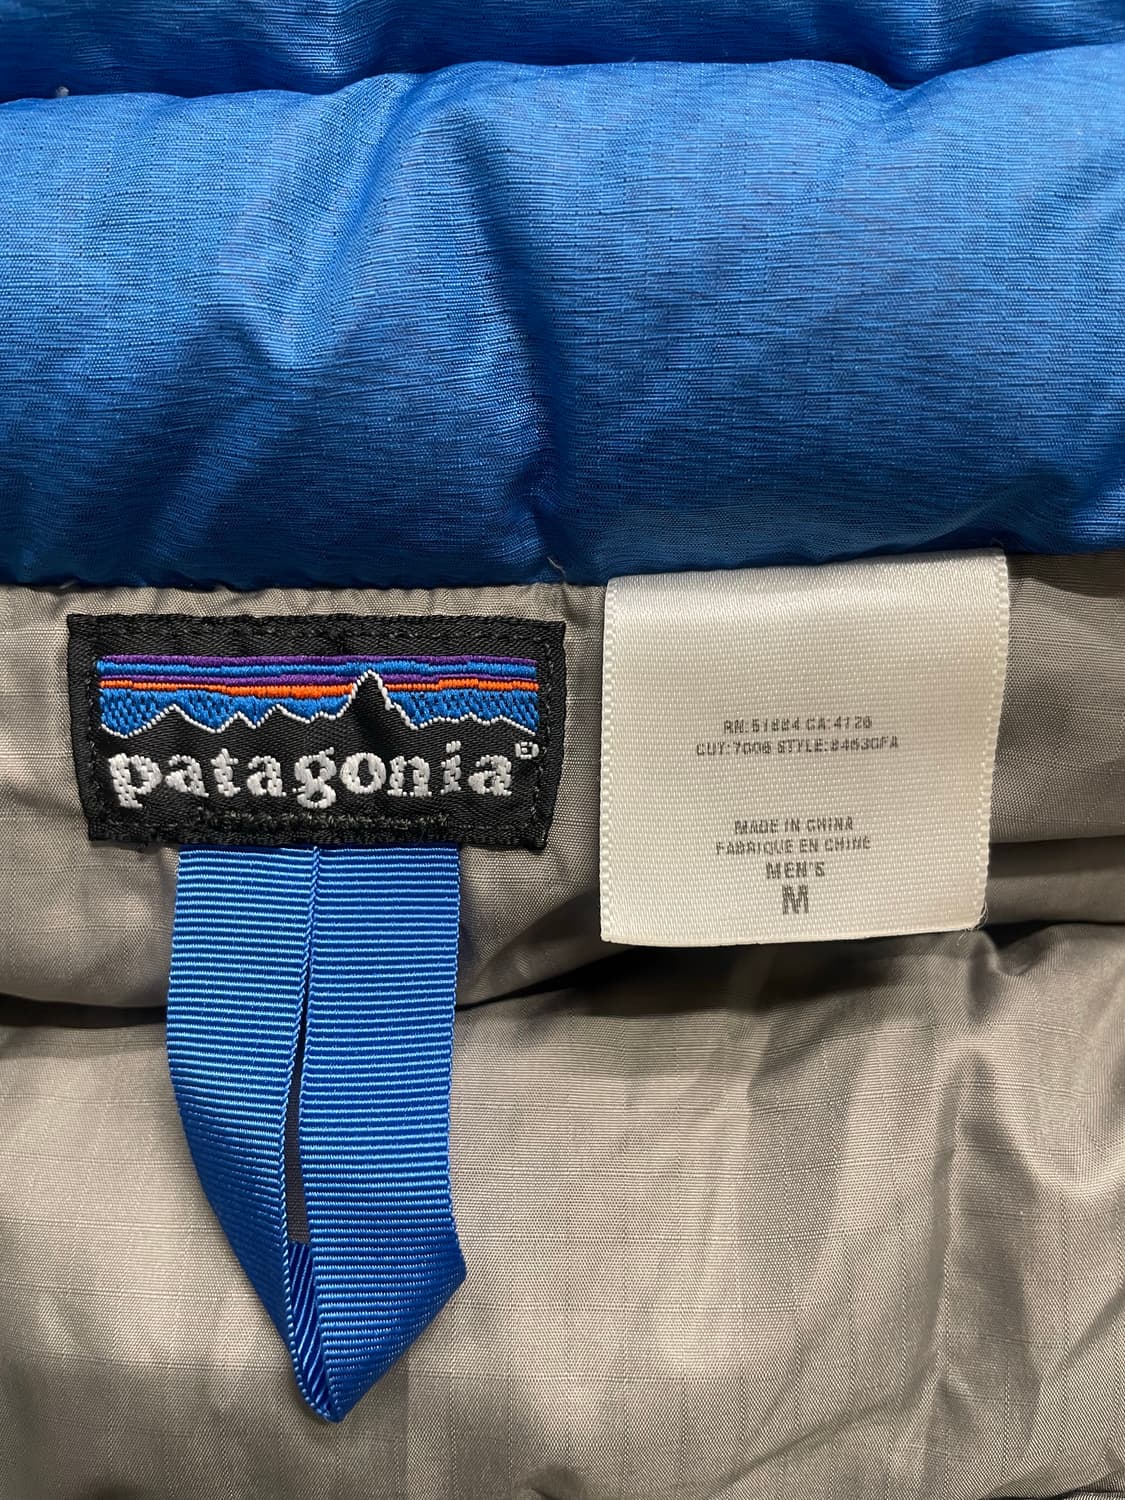 patagonia®
RN:51884 CA:4126
CUT:7006 STYLE:84630FA
MADE IN CHINA
FABRIQUE EN CHINE
MEN'S
M